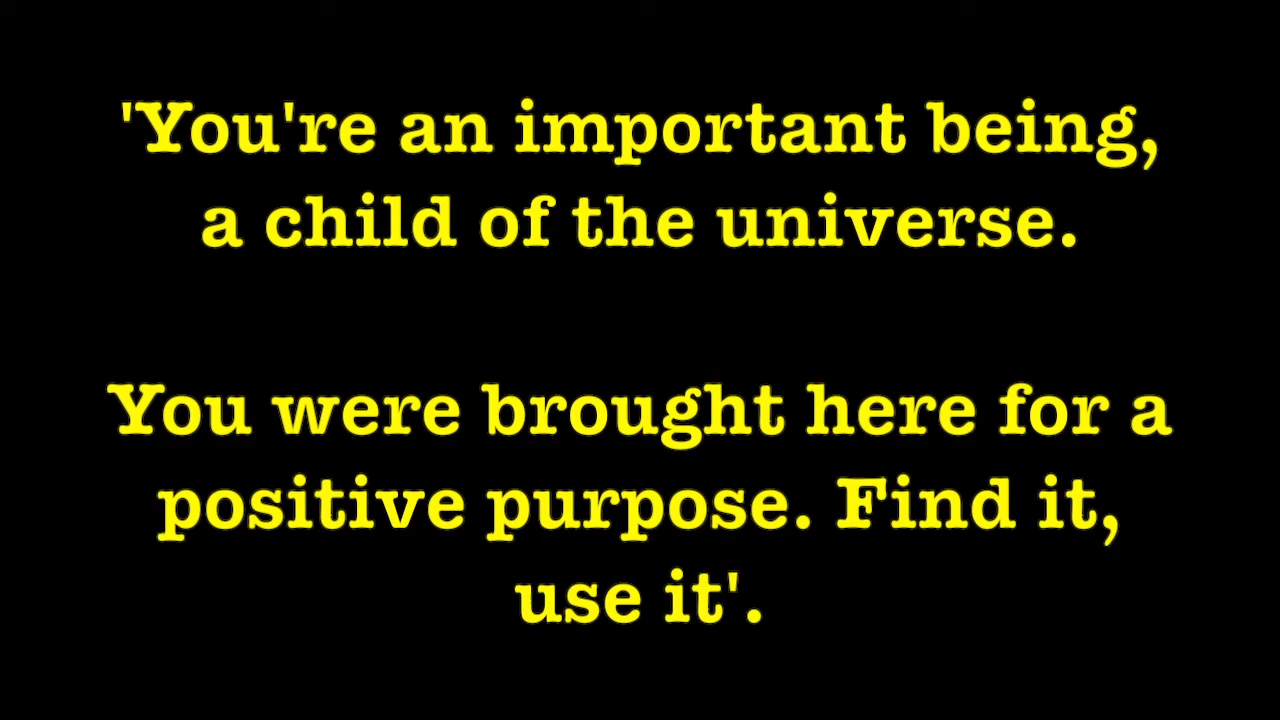 'You're an important being,
a child of the universe.
You were brought here for a
positive purpose. Find it,
use it'.